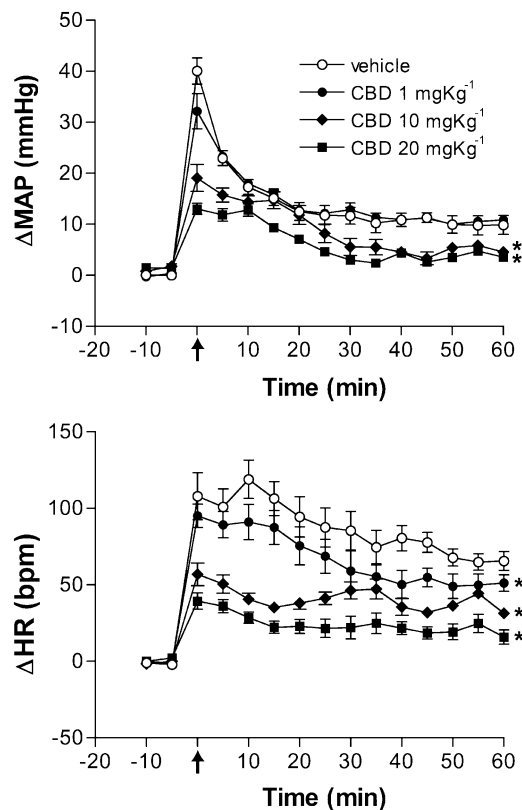 ΔMAP (mmHg)
50
40
30
20
10
0
-10
vehicle
CBD 1 mgKg⁻¹
CBD 10 mgKg⁻¹
CBD 20 mgKg⁻¹
*
*
-20 -10 0 10 20 30 40 50 60
Time (min)
ΔHR (bpm)
150
100
50
0
-50
*
*
*
-20 -10 0 10 20 30 40 50 60
Time (min)